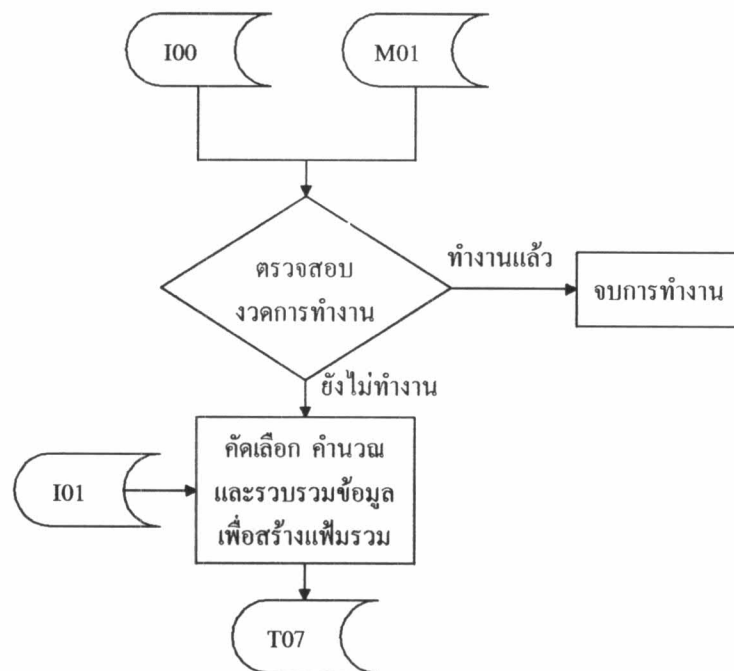 I00
M01
ตรวจสอบ
งวดการทำงาน
ทำงานแล้ว
จบการทำงาน
ยังไม่ทำงาน
คัดเลือก คำนวณ
และรวบรวมข้อมูล
เพื่อสร้างแฟ้มรวม
I01
T07